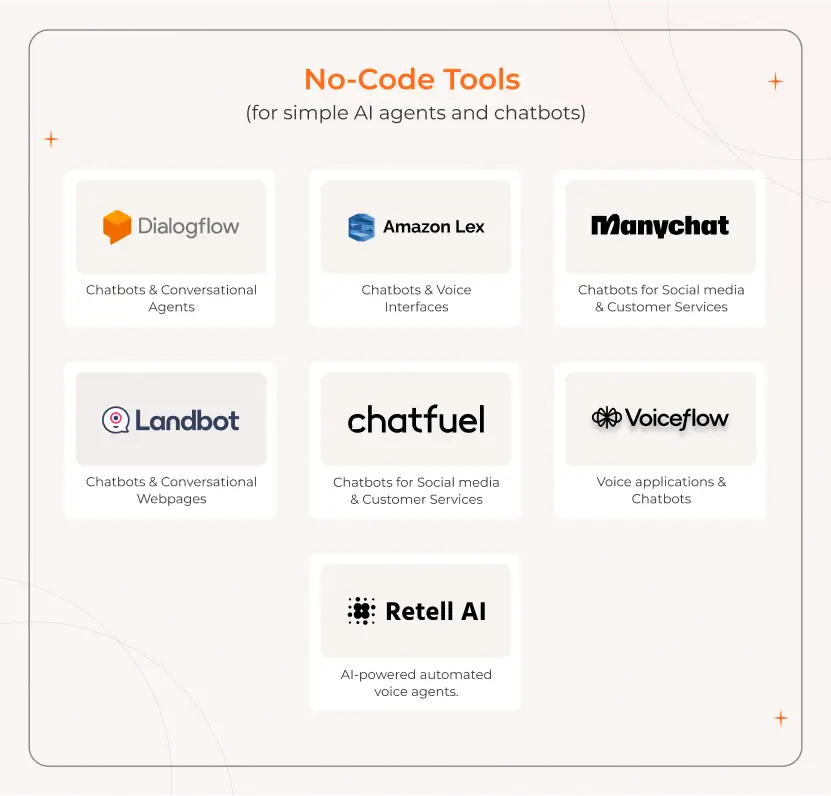 No-Code Tools
(for simple AI agents and chatbots)
Dialogflow
Chatbots & Conversational
Agents
Amazon Lex
Chatbots & Voice
Interfaces
Manychat
Chatbots for Social media
& Customer Services
Landbot
Chatbots & Conversational
Webpages
chatfuel
Chatbots for Social media
& Customer Services
Voiceflow
Voice applications &
Chatbots
Retell AI
AI-powered automated
voice agents.